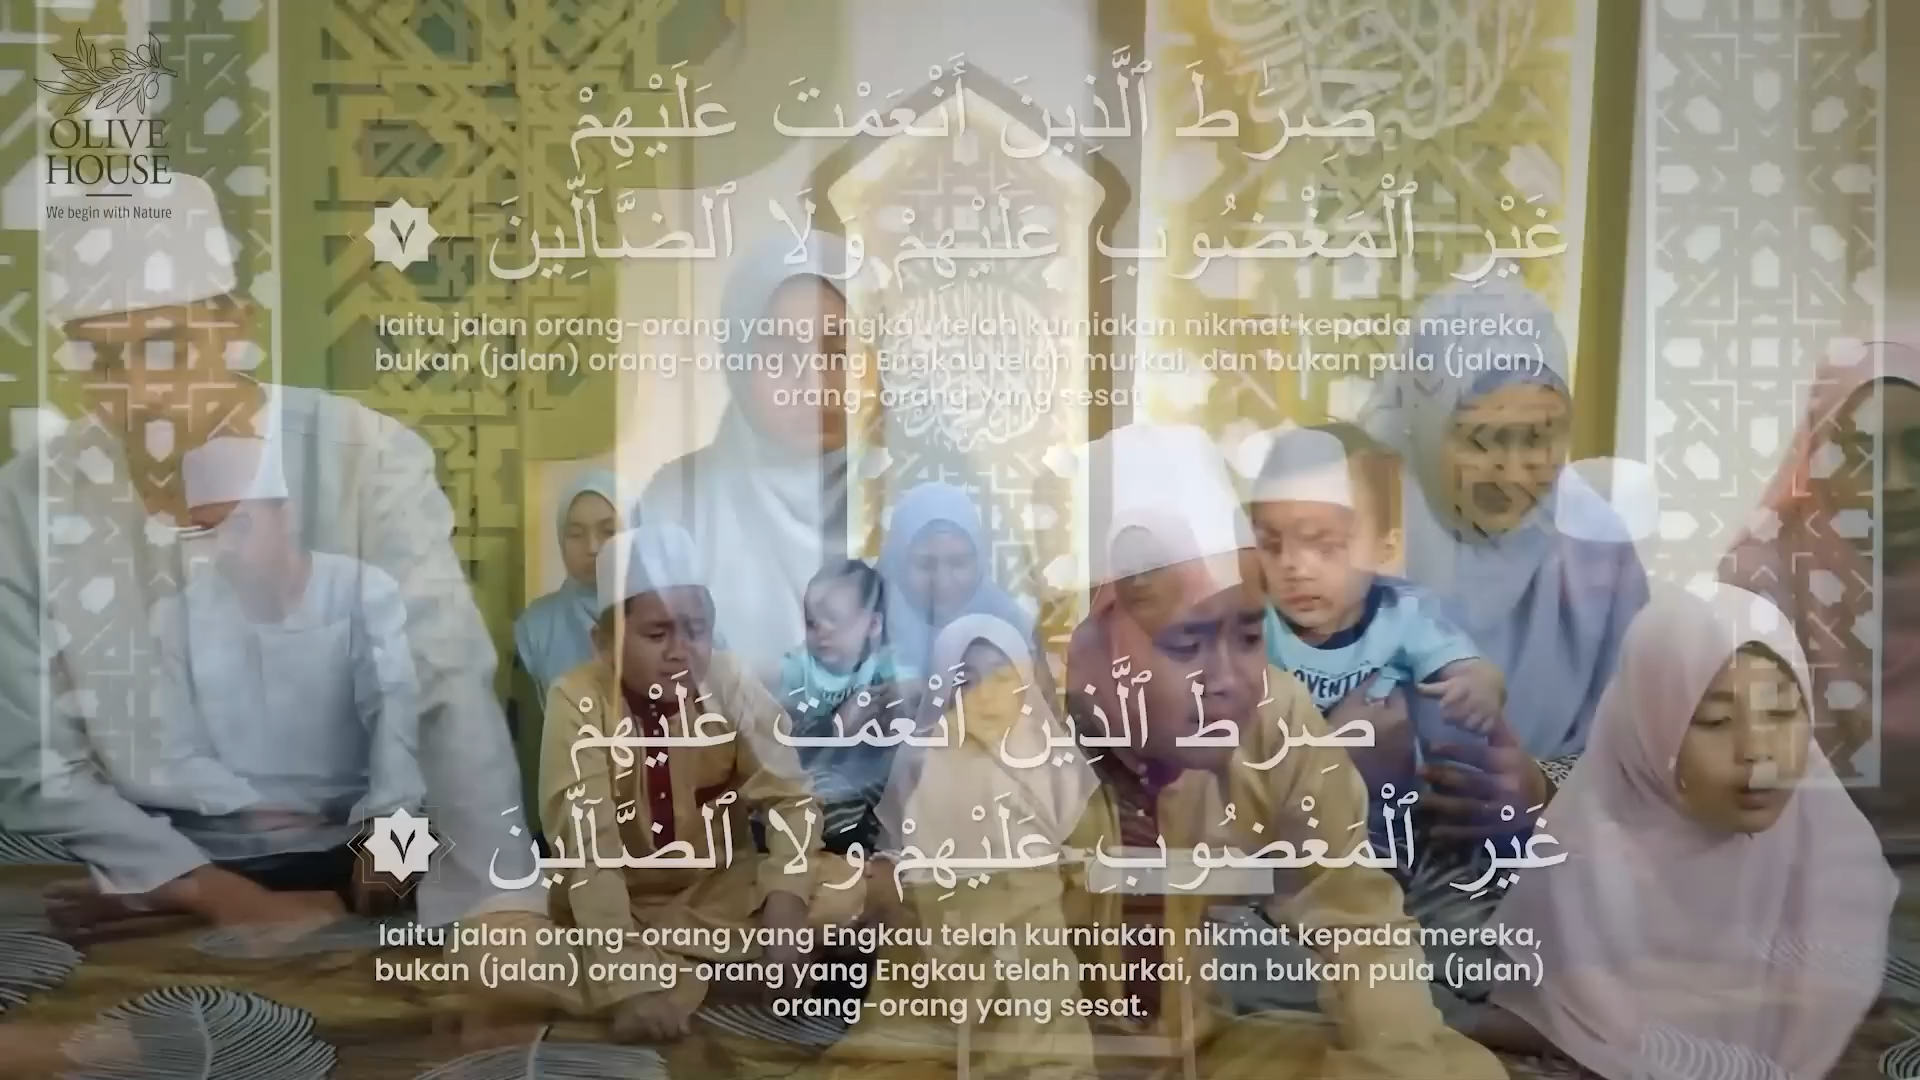 OLIVE
HOUSE
We begin with Nature
صِرَٰطَ ٱلَّذِينَ أَنْعَمْتَ عَلَيْهِمْ
غَيْرِ ٱلْمَغْضُوبِ عَلَيْهِمْ وَلَا ٱلضَّآلِّينَ ٧
Iaitu jalan orang-orang yang Engkau telah kurniakan nikmat kepada mereka,
bukan (jalan) orang-orang yang Engkau telah murkai, dan bukan pula (jalan)
orang-orang yang sesat.
صِرَٰطَ ٱلَّذِينَ أَنْعَمْتَ عَلَيْهِمْ
غَيْرِ ٱلْمَغْضُوبِ عَلَيْهِمْ وَلَا ٱلضَّآلِّينَ ٧
Iaitu jalan orang-orang yang Engkau telah kurniakan nikmat kepada mereka,
bukan (jalan) orang-orang yang Engkau telah murkai, dan bukan pula (jalan)
orang-orang yang sesat.